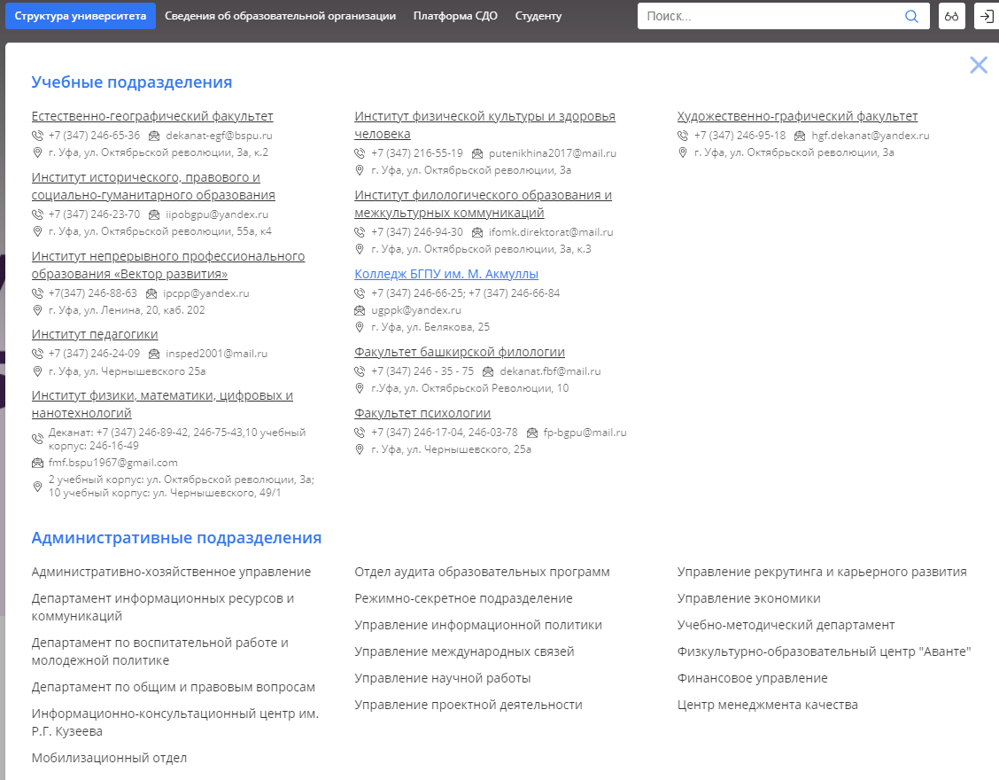 Структура университета
Сведения об образовательной организации
Платформа СДО
Студенту
Поиск...
Учебные подразделения
Естественно-географический факультет
+7 (347) 246-65-36 dekanat-egf@bspu.ru
г. Уфа, ул. Октябрьской революции, 3а, к.2
Институт исторического, правового и
социально-гуманитарного образования
+7 (347) 246-23-70 iipobgpu@yandex.ru
г. Уфа, ул. Октябрьской революции, 55а, к4
Институт непрерывного профессионального
образования «Вектор развития»
+7(347) 246-88-63 ipcpp@yandex.ru
г. Уфа, ул. Ленина, 20, каб. 202
Институт педагогики
+7 (347) 246-24-09 insped2001@mail.ru
г. Уфа, ул. Чернышевского 25а
Институт физики, математики, цифровых и
нанотехнологий
Деканат: +7 (347) 246-89-42, 246-75-43,10 учебный
корпус: 246-16-49
fmf.bspu1967@gmail.com
2 учебный корпус: ул. Октябрьской революции, 3а;
10 учебный корпус: ул. Чернышевского, 49/1
Институт физической культуры и здоровья
человека
+7 (347) 216-55-19 putenikhina2017@mail.ru
г. Уфа, ул. Октябрьской революции, 3а
Институт филологического образования и
межкультурных коммуникаций
+7 (347) 246-94-30 ifomk.direktorat@mail.ru
г. Уфа, ул. Октябрьской революции, 3а, к.3
Колледж БГПУ им. М. Акмуллы
+7 (347) 246-66-25; +7 (347) 246-66-84
ugppk@yandex.ru
г. Уфа, ул. Белякова, 25
Факультет башкирской филологии
+7 (347) 246 - 35 - 75 dekanat.fbf@mail.ru
г.Уфа, ул. Октябрьской Революции, 10
Факультет психологии
+7 (347) 246-17-04, 246-03-78 fp-bgpu@mail.ru
г. Уфа, ул. Чернышевского, 25а
Художественно-графический факультет
+7 (347) 246-95-18 hgf.dekanat@yandex.ru
г. Уфа, ул. Октябрьской революции, 3а
Административные подразделения
Административно-хозяйственное управление
Департамент информационных ресурсов и
коммуникаций
Департамент по воспитательной работе и
молодежной политике
Департамент по общим и правовым вопросам
Информационно-консультационный центр им.
Р.Г. Кузеева
Мобилизационный отдел
Отдел аудита образовательных программ
Режимно-секретное подразделение
Управление информационной политики
Управление международных связей
Управление научной работы
Управление проектной деятельности
Управление рекрутинга и карьерного развития
Управление экономики
Учебно-методический департамент
Физкультурно-образовательный центр "Аванте"
Финансовое управление
Центр менеджмента качества